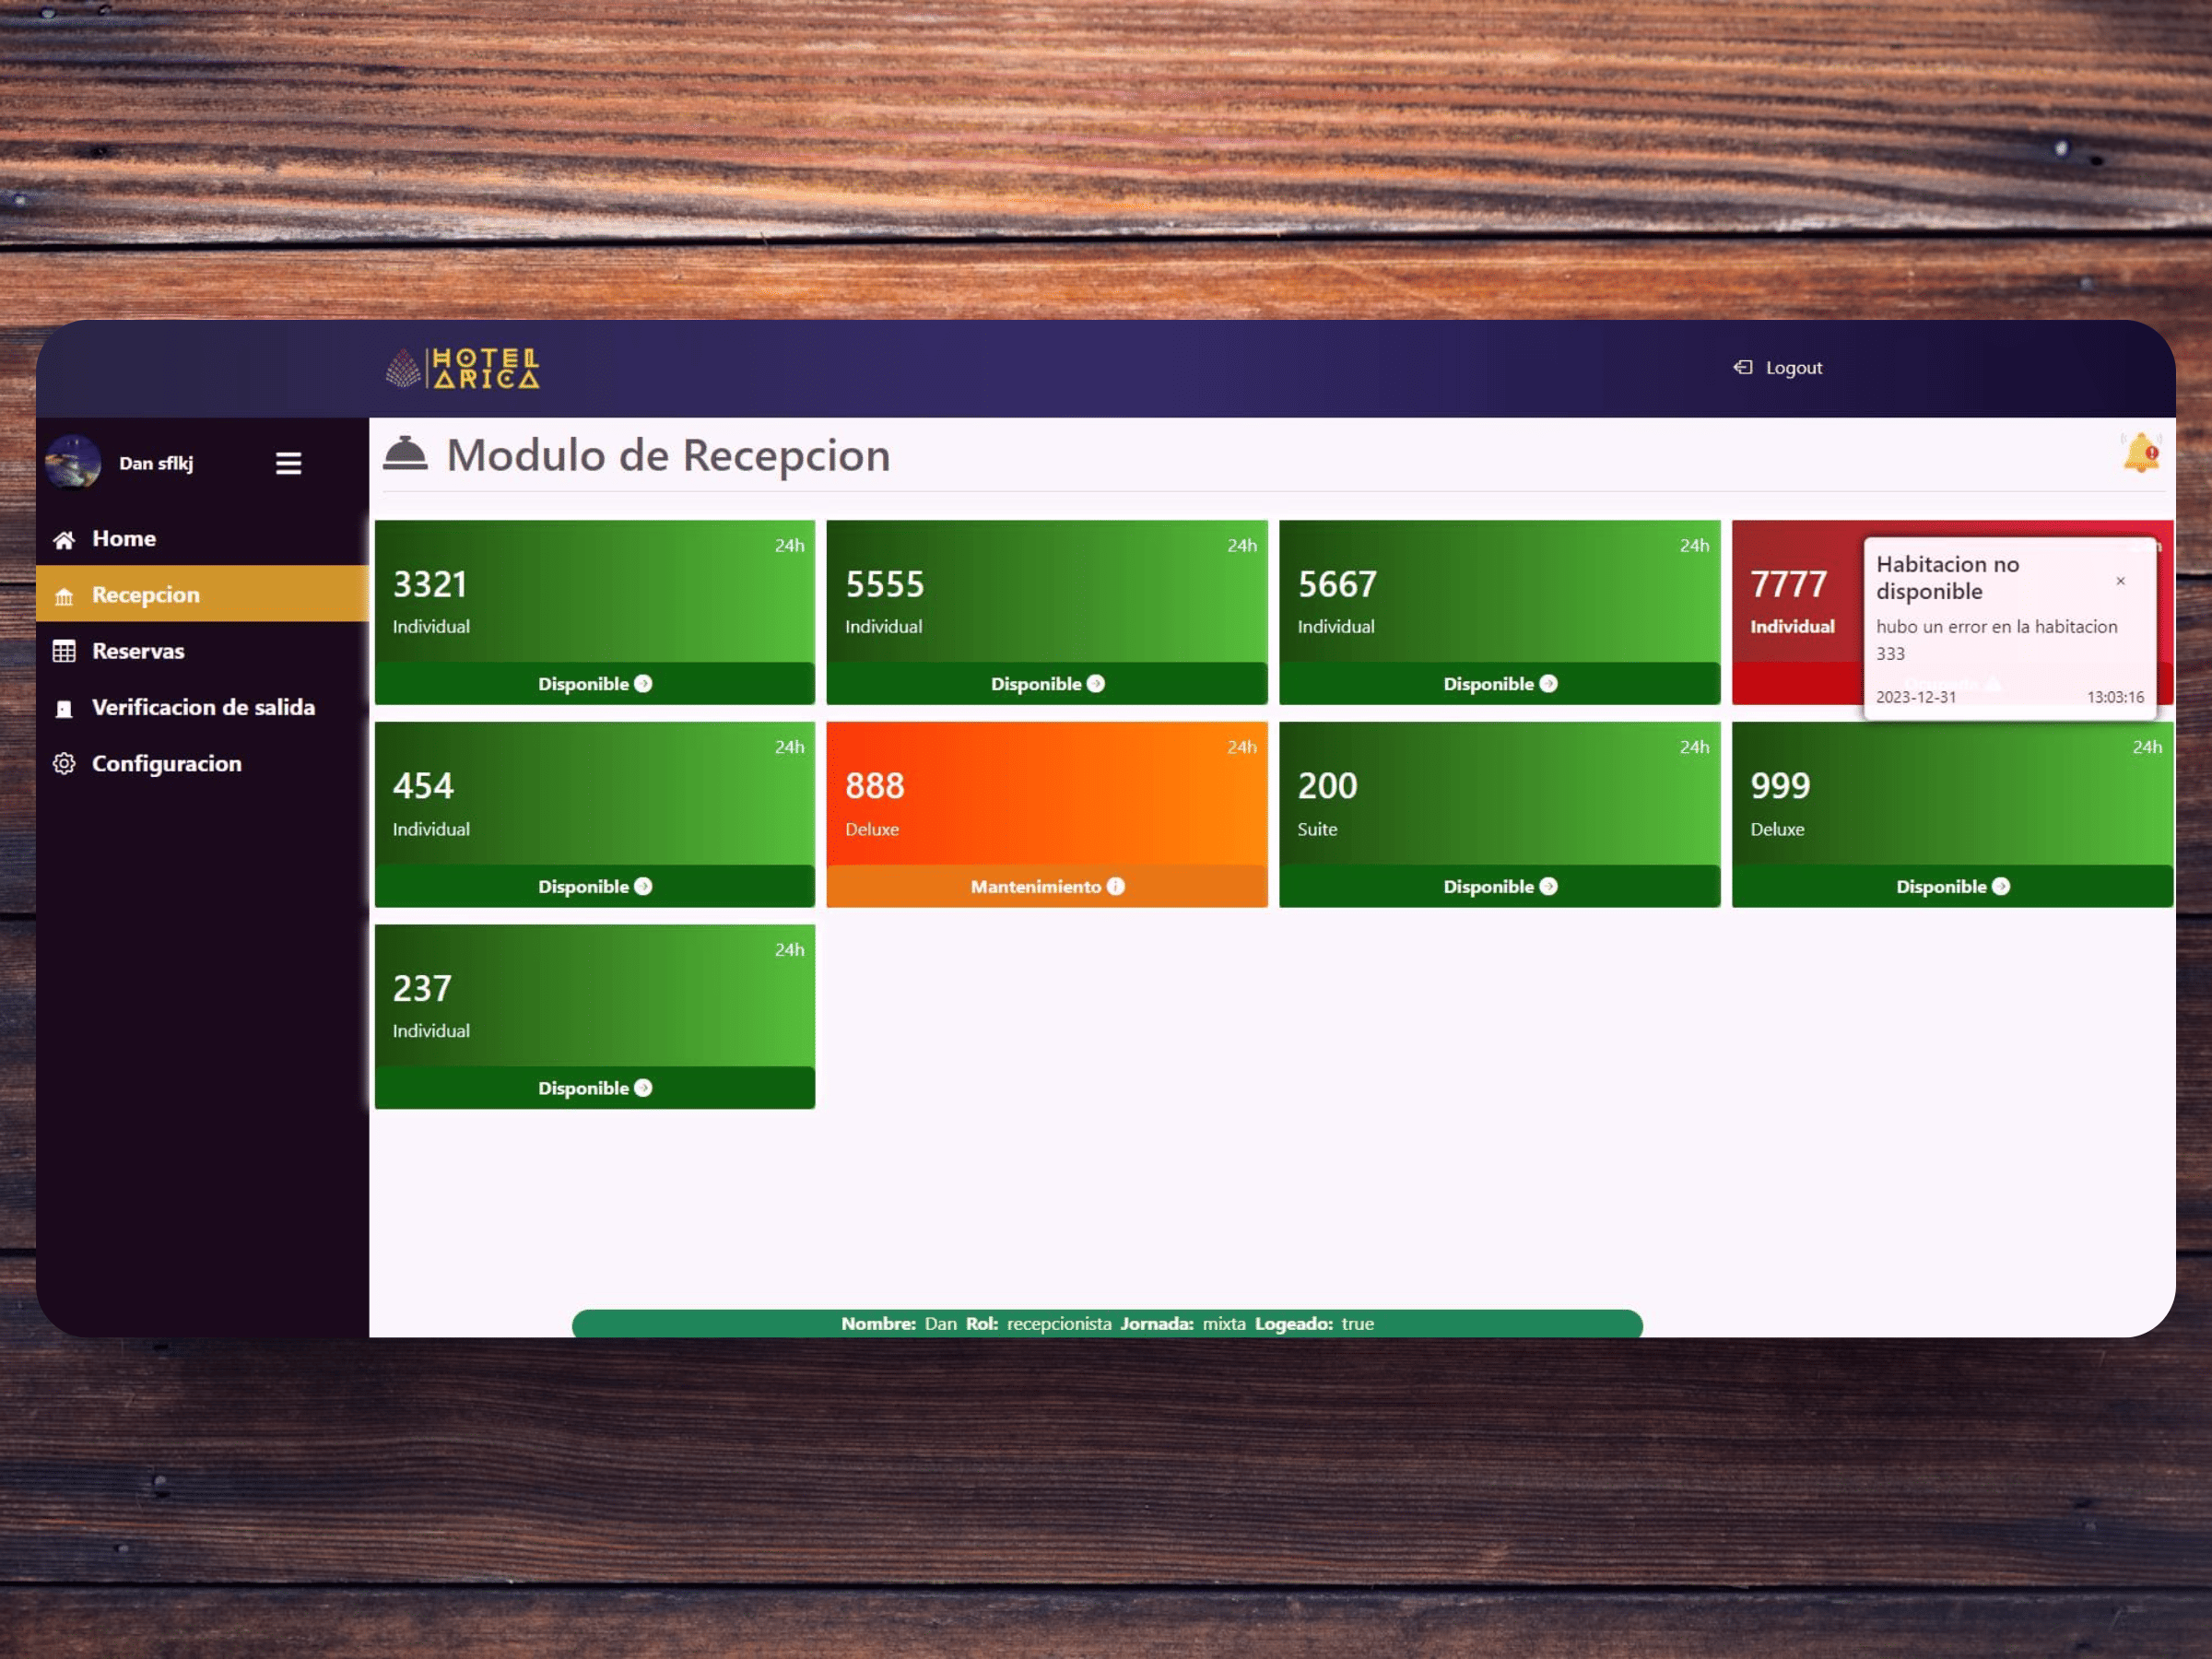 HOTEL
ARICA
Logout
Dan sflkj
Home
Recepcion
Reservas
Verificacion de salida
Configuracion
Modulo de Recepcion
24h
3321
Individual
Disponible
24h
5555
Individual
Disponible
24h
5667
Individual
Disponible
7777
Individual
Habitacion no
disponible
×
hubo un error en la habitacion
333
2023-12-31 13:03:16
24h
454
Individual
Disponible
24h
888
Deluxe
Mantenimiento
24h
200
Suite
Disponible
24h
999
Deluxe
Disponible
24h
237
Individual
Disponible
Nombre: Dan Rol: recepcionista Jornada: mixta Logeado: true